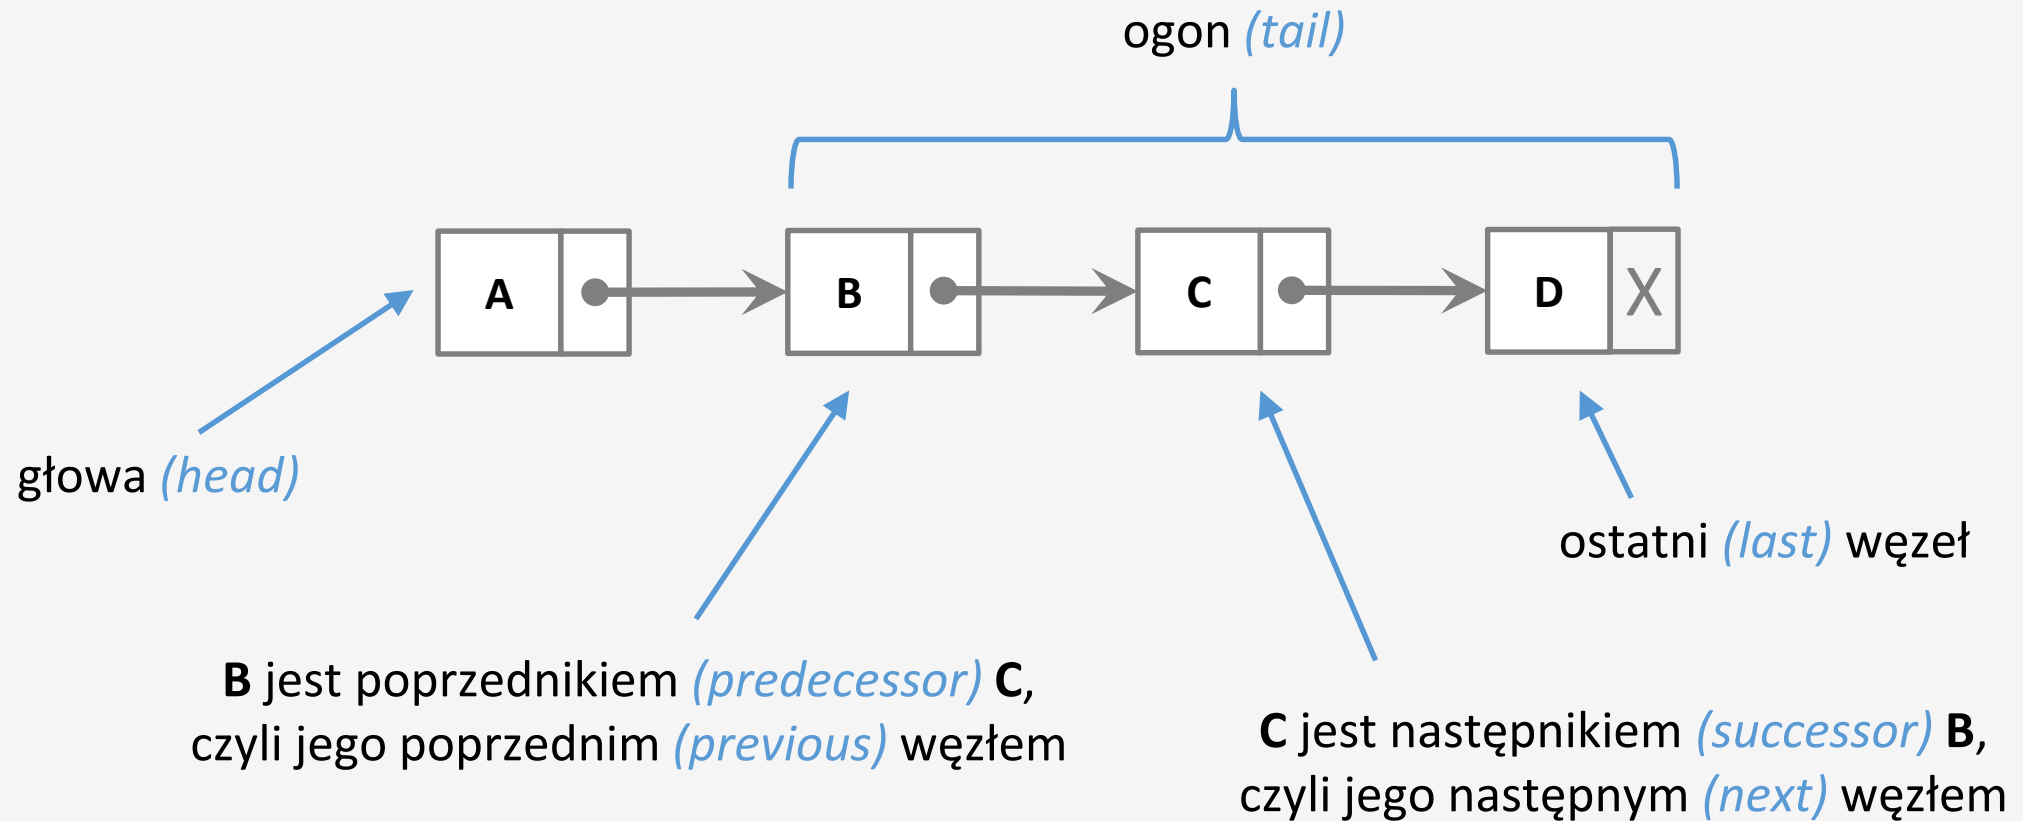 ogon (tail)
A
B
C
D
X
głowa (head)
ostatni (last) węzeł
B jest poprzednikiem (predecessor) C,
czyli jego poprzednim (previous) węzłem
C jest następnikiem (successor) B,
czyli jego następnym (next) węzłem